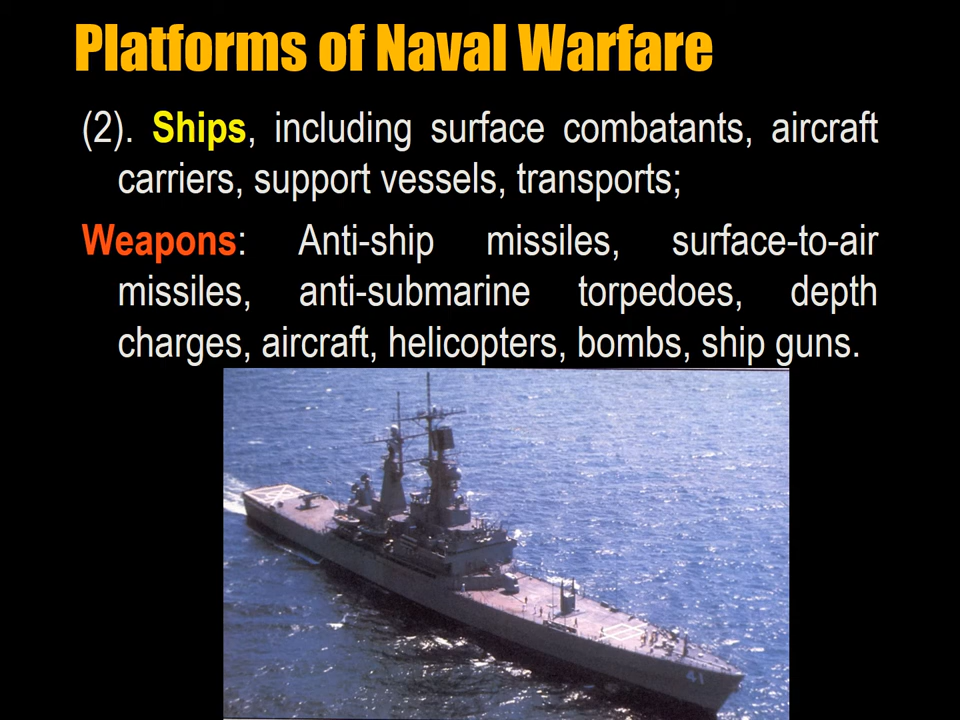 Platforms of Naval Warfare
(2). Ships, including surface combatants, aircraft
carriers, support vessels, transports;
Weapons: Anti-ship missiles, surface-to-air
missiles, anti-submarine torpedoes, depth
charges, aircraft, helicopters, bombs, ship guns.
41